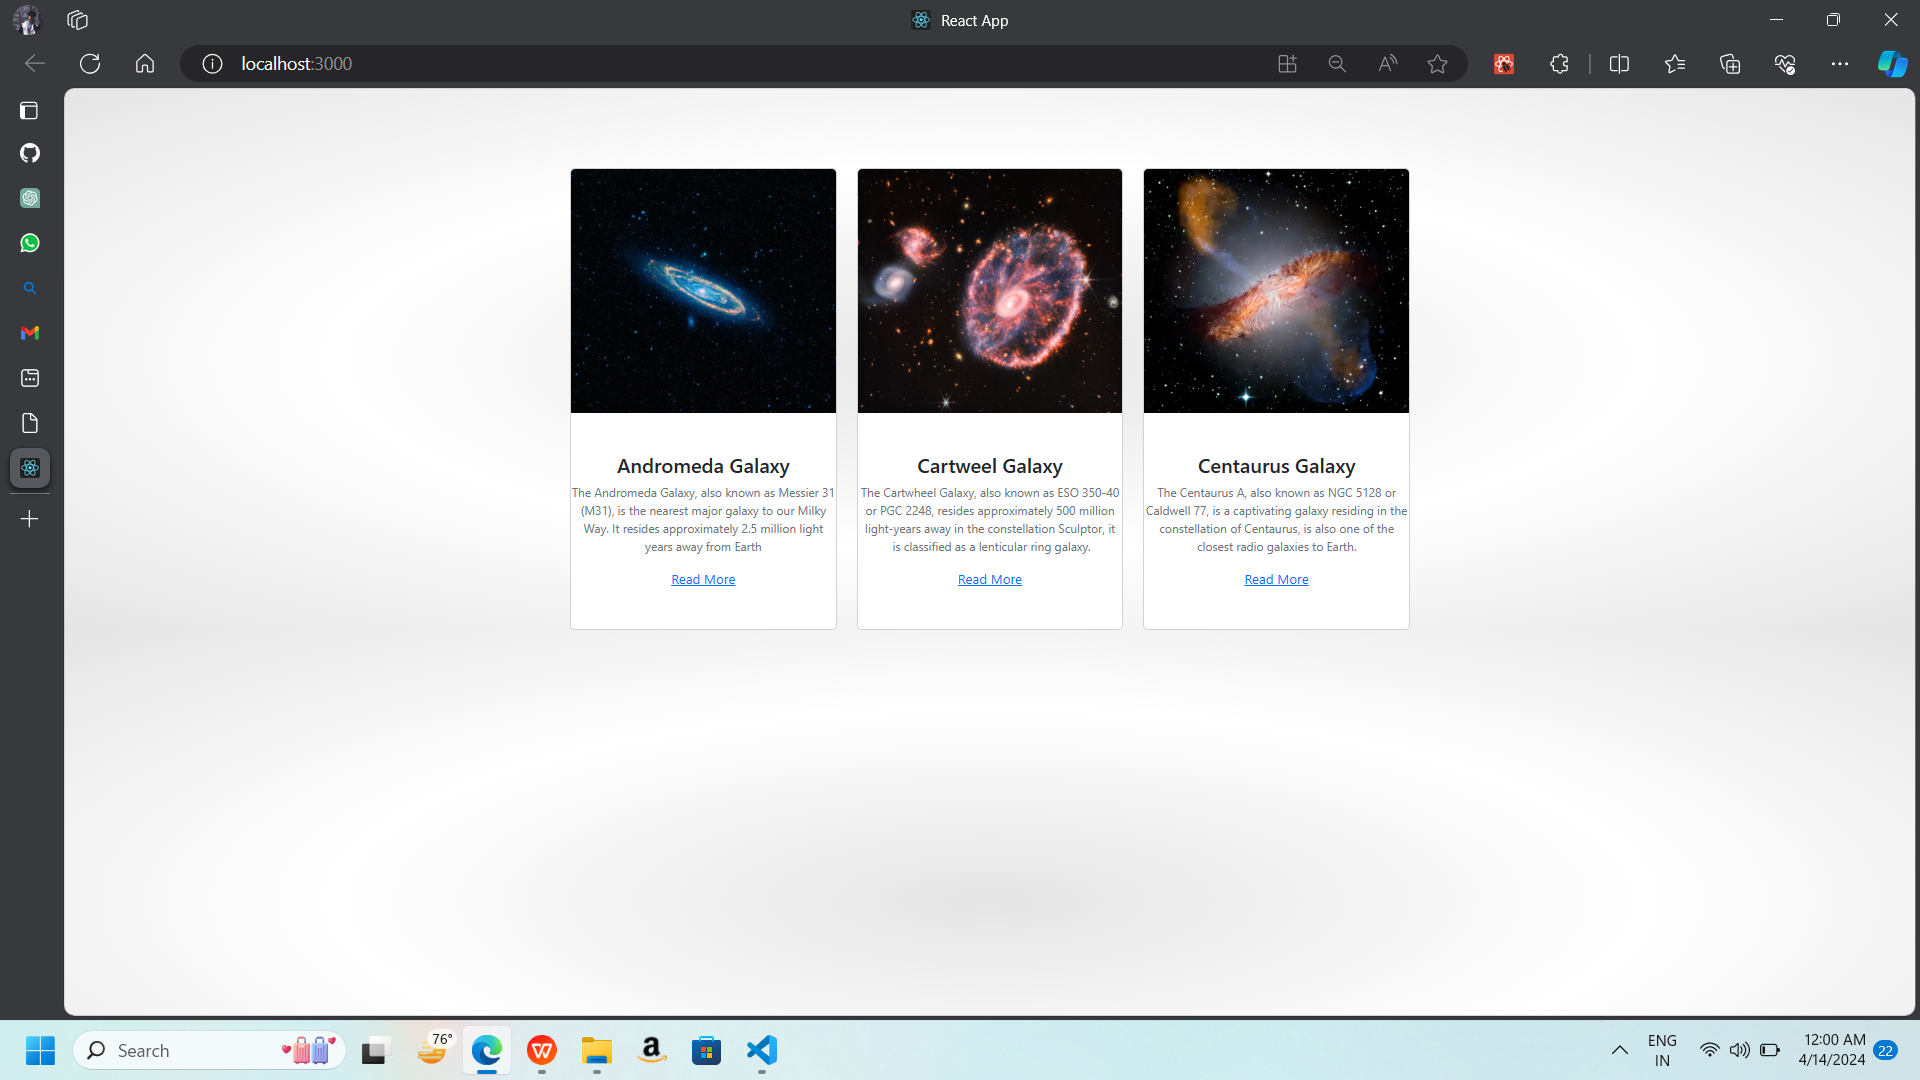 React App
localhost:3000
Andromeda Galaxy
The Andromeda Galaxy, also known as Messier 31
(M31), is the nearest major galaxy to our Milky
Way. It resides approximately 2.5 million light
years away from Earth
Read More
Cartweel Galaxy
The Cartwheel Galaxy, also known as ESO 350-40
or PGC 2248, resides approximately 500 million
light-years away in the constellation Sculptor, it
is classified as a lenticular ring galaxy.
Read More
Centaurus Galaxy
The Centaurus A, also known as NGC 5128 or
Caldwell 77, is a captivating galaxy residing in the
constellation of Centaurus, is also one of the
closest radio galaxies to Earth.
Read More
Search
76°
ENG
IN
12:00 AM
4/14/2024
22